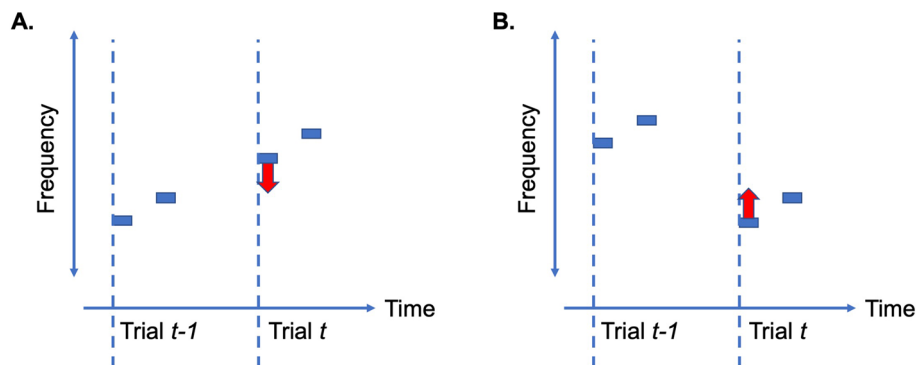 A.
Frequency
Time
Trial t-1
Trial t
B.
Frequency
Time
Trial t-1
Trial t